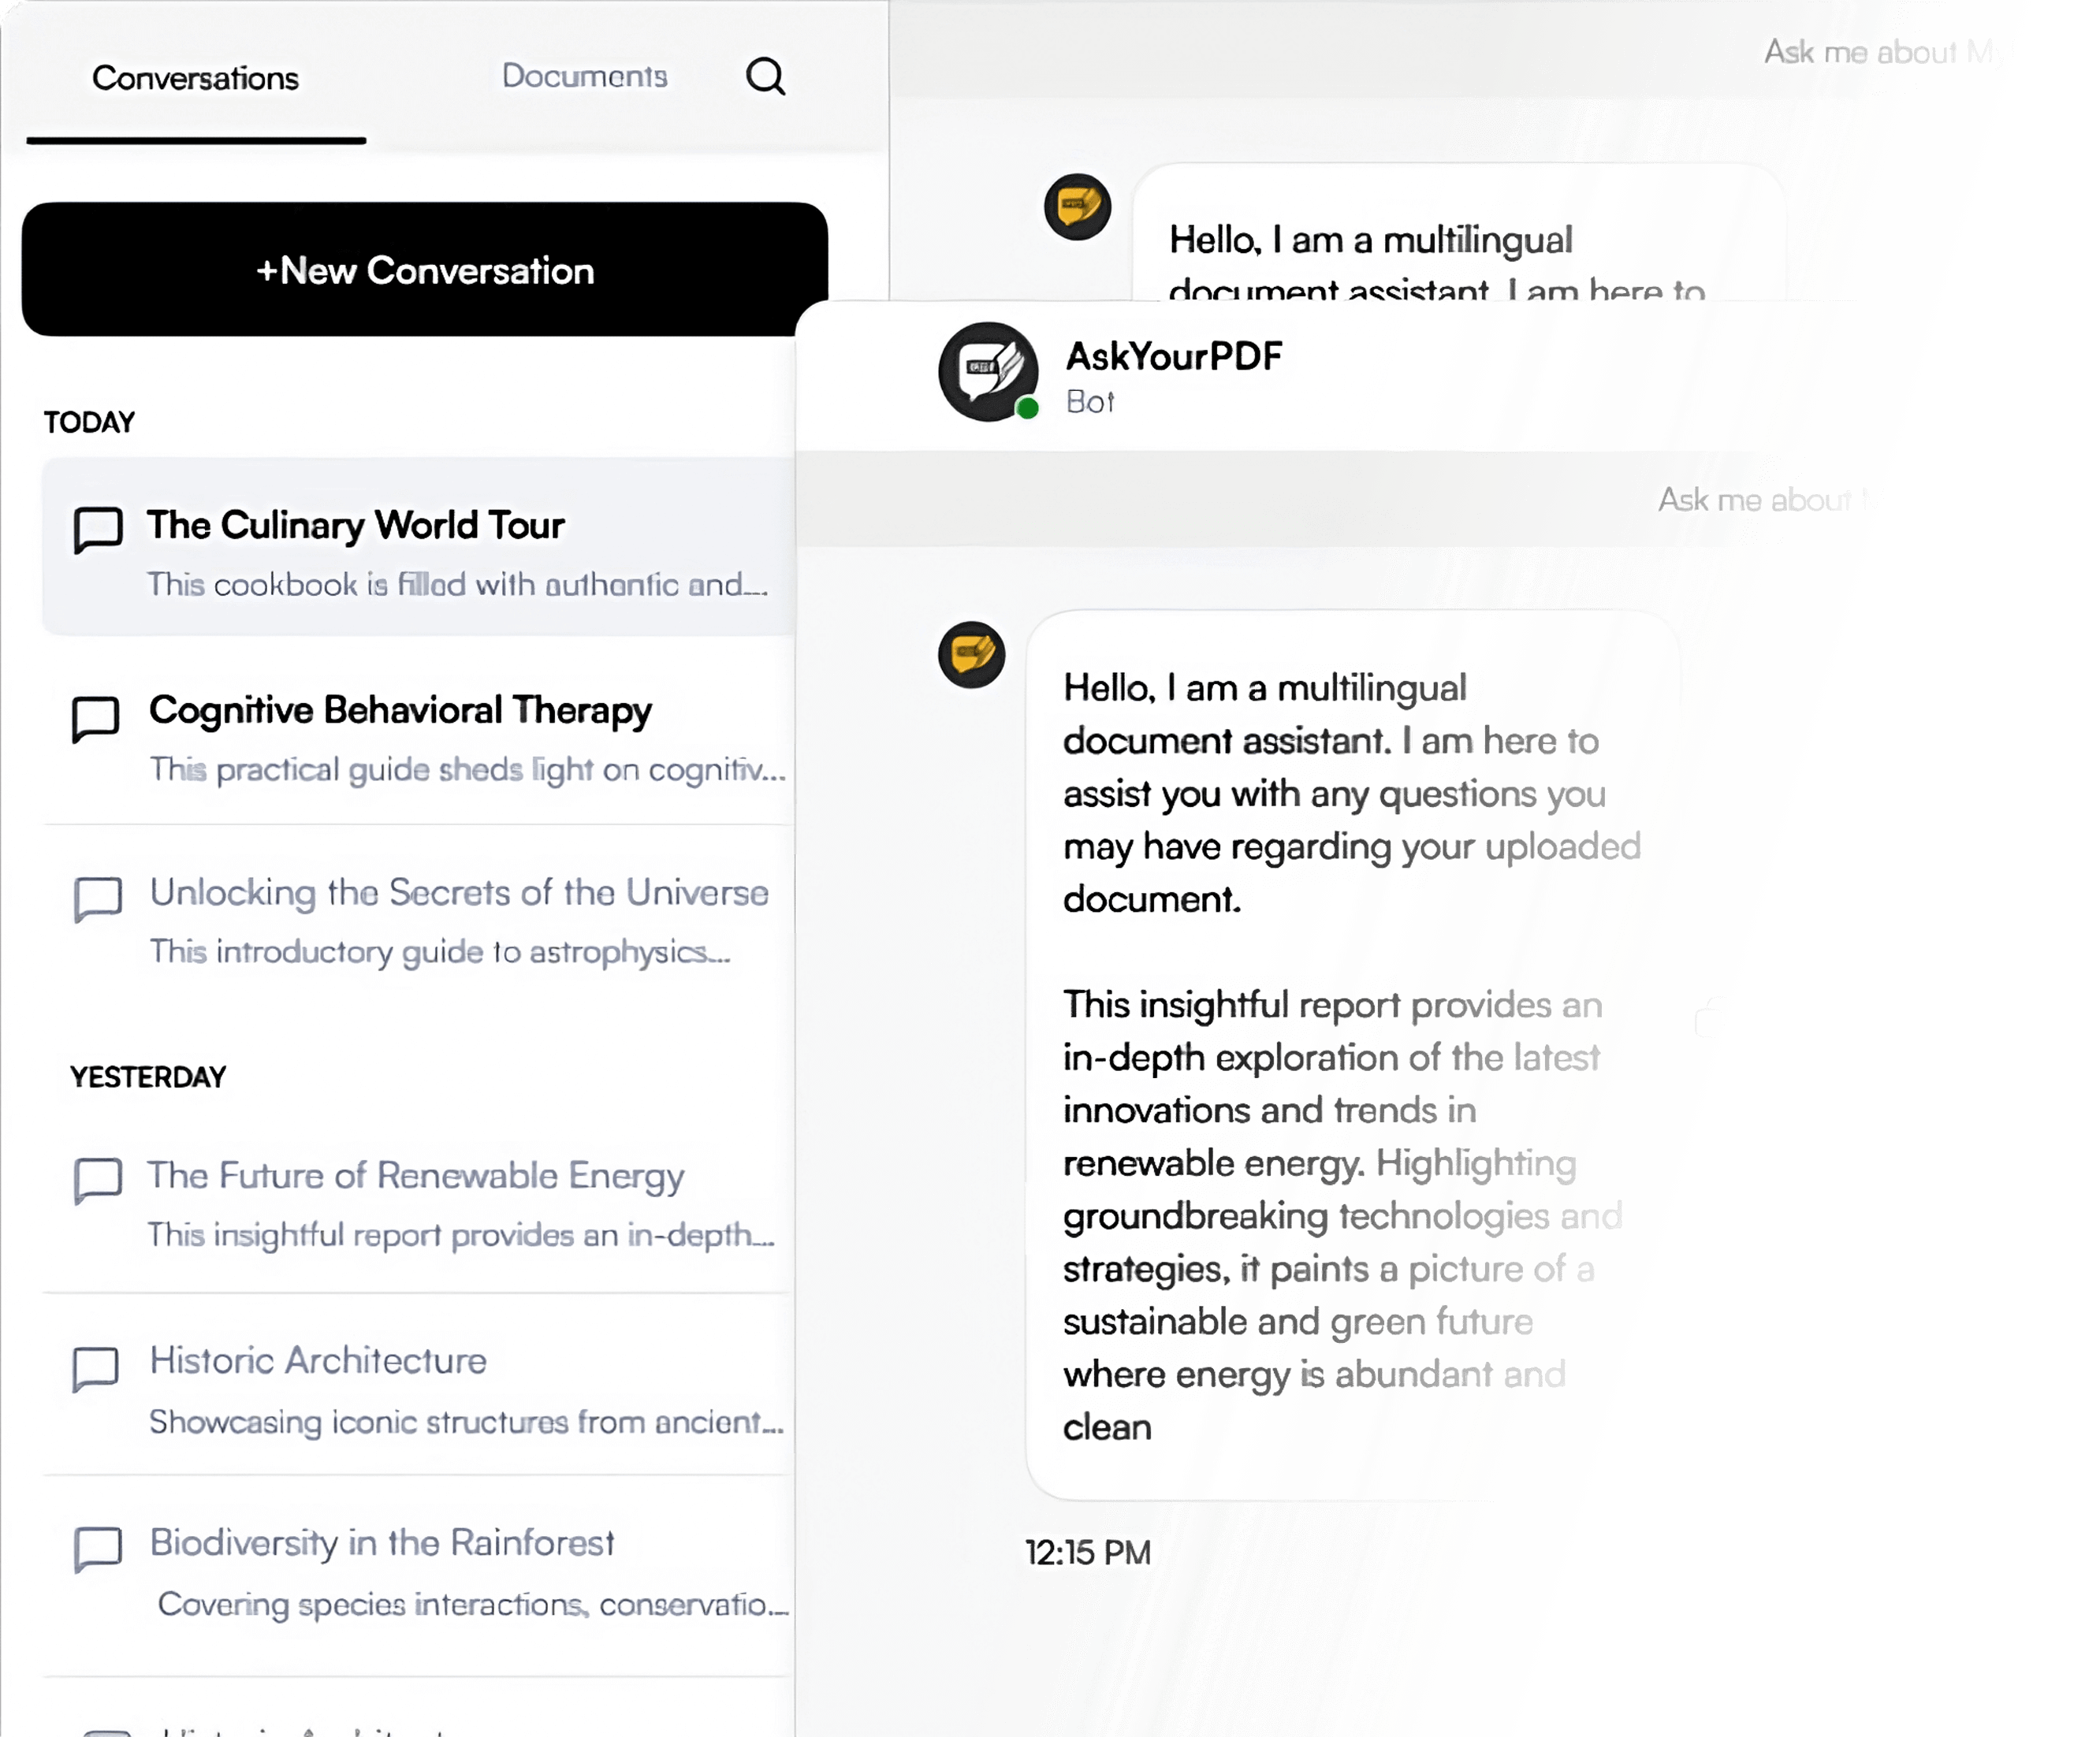 Conversations
Documents
+New Conversation
TODAY
The Culinary World Tour
This cookbook is filled with authentic and...
Cognitive Behavioral Therapy
This practical guide sheds light on cognitiv...
Unlocking the Secrets of the Universe
This introductory guide to astrophysics...
YESTERDAY
The Future of Renewable Energy
This insightful report provides an in-depth...
Historic Architecture
Showcasing iconic structures from ancient...
Biodiversity in the Rainforest
Covering species interactions, conservatio...
Ask me about My
Hello, I am a multilingual
document assistant. I am here to
AskYourPDF
Bot
Ask me about
Hello, I am a multilingual
document assistant. I am here to
assist you with any questions you
may have regarding your uploaded
document.
This insightful report provides an
in-depth exploration of the latest
innovations and trends in
renewable energy. Highlighting
groundbreaking technologies and
strategies, it paints a picture of a
sustainable and green future
where energy is abundant and
clean
12:15 PM